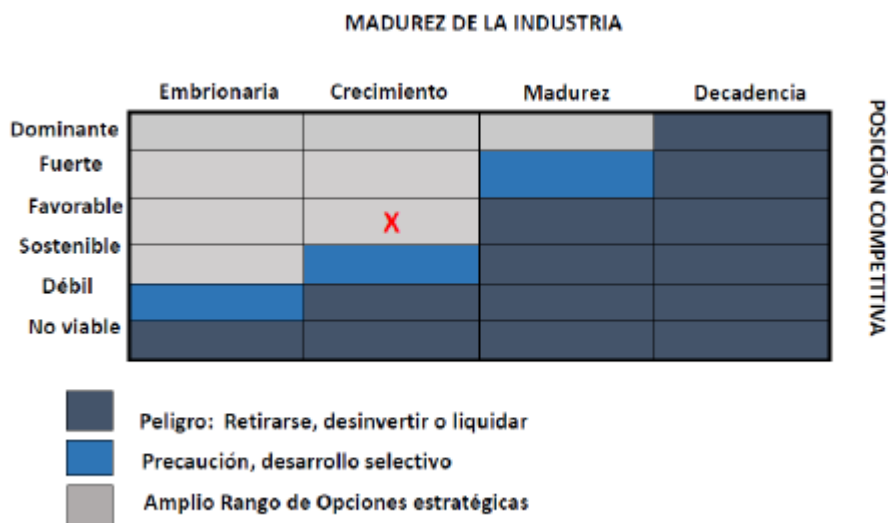 MADUREZ DE LA INDUSTRIA
Embrionaria Crecimiento Madurez Decadencia
Dominante
Fuerte
Favorable
X
Sostenible
Débil
No viable
POSICIÓN COMPETITIVA
Peligro: Retirarse, desinvertir o liquidar
Precaución, desarrollo selectivo
Amplio Rango de Opciones estratégicas